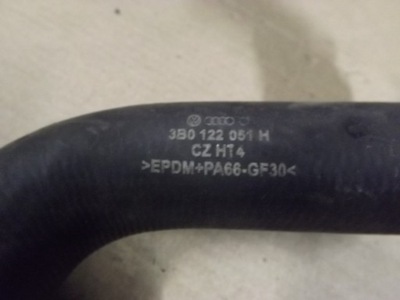 3B0 122 051 H
CZ HT4
>EPDM+PA66-GF30<